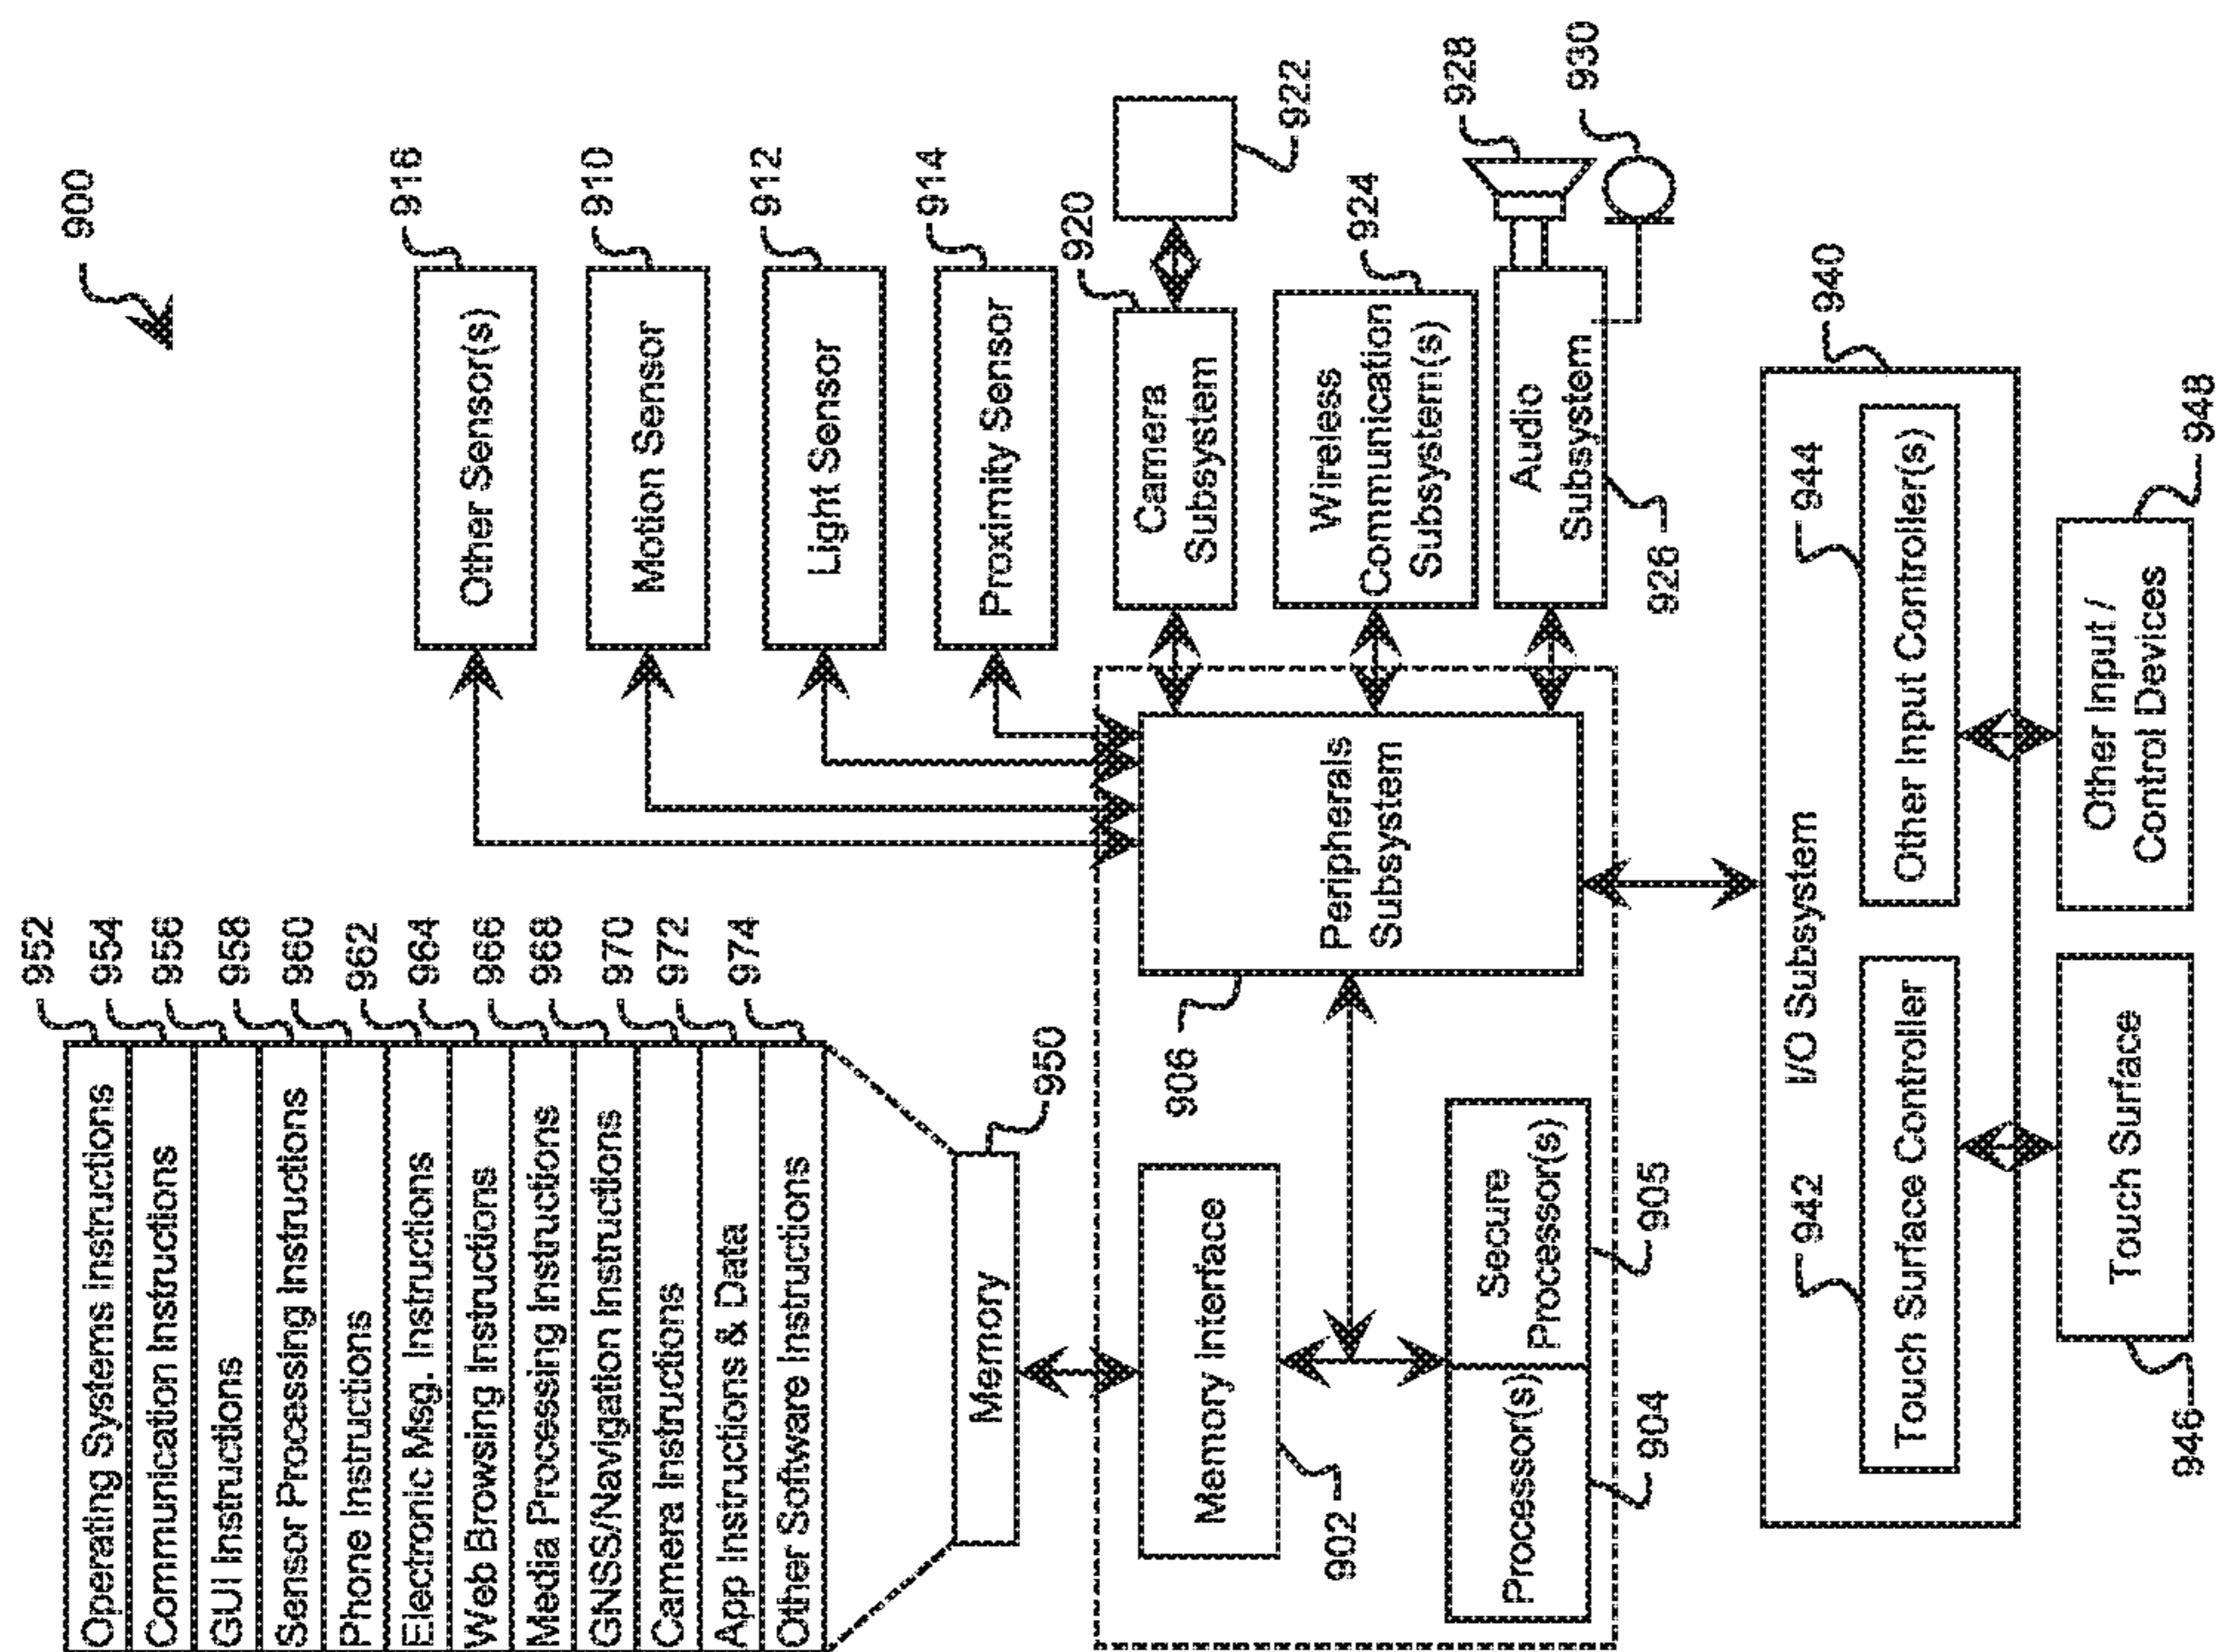 900
Operating Systems instructions
952
Communication Instructions
954
GUI Instructions
956
Sensor Processing Instructions
958
Phone Instructions
960
Electronic Msg. Instructions
962
Web Browsing Instructions
964
Media Processing Instructions
966
GNSS/Navigation Instructions
968
Camera Instructions
970
App Instructions & Data
972
Other Software Instructions
974
Memory
950
Other Sensor(s)
916
Motion Sensor
910
Light Sensor
912
Proximity Sensor
914
Memory interface
902
Processor(s)
904
Secure
Processor(s)
905
Peripherals
Subsystem
906
Camera
Subsystem
920
922
Wireless
Communication
Subsystem(s)
924
Audio
Subsystem
926
928
930
I/O Subsystem
940
Touch Surface Controller
942
Other Input Controller(s)
944
Touch Surface
946
Other Input /
Control Devices
948